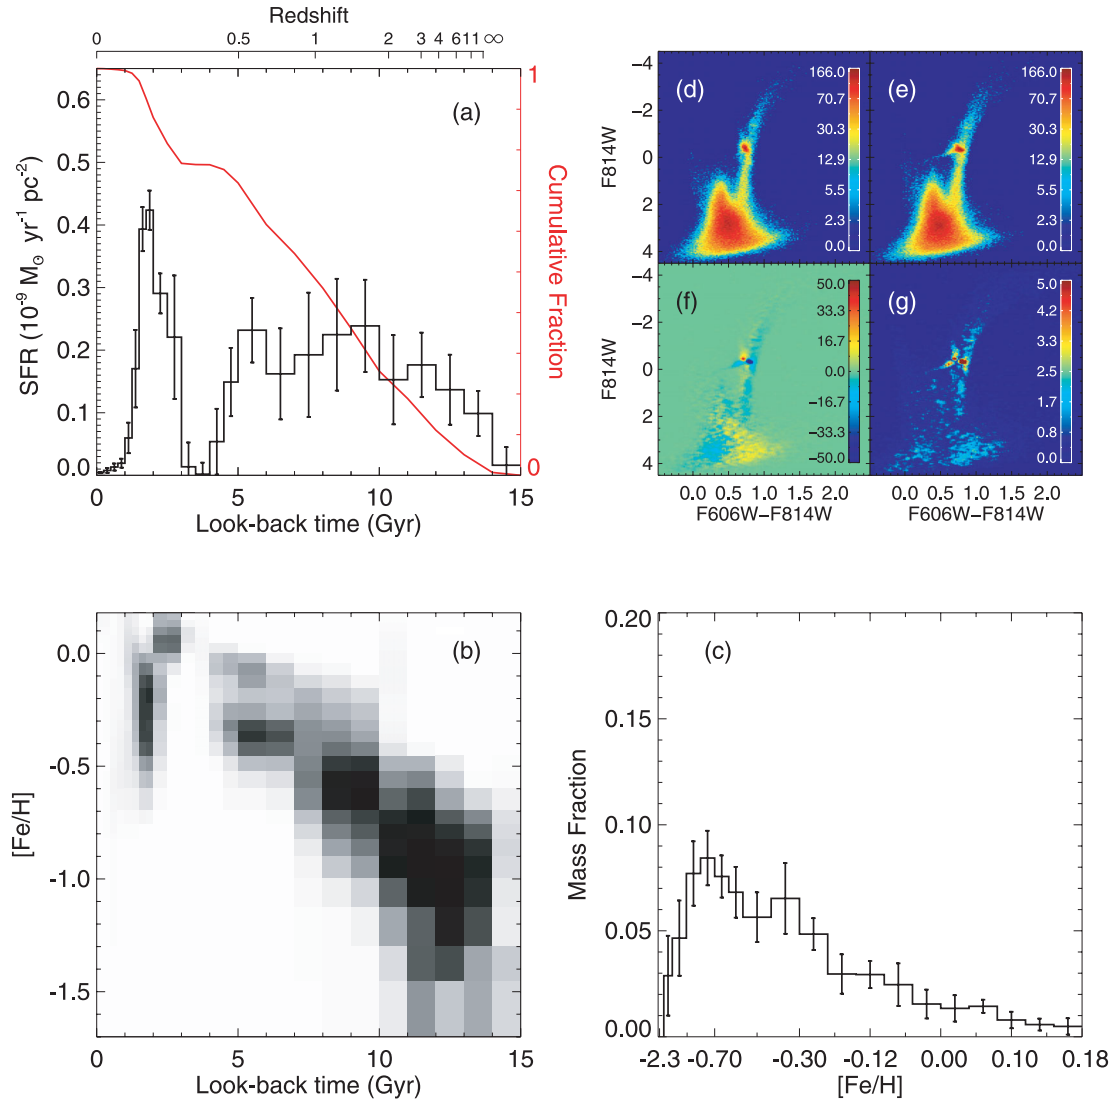 Redshift
0 0.5 1 2 3 4 6 11 ∞
(a)
SFR (10⁻⁹ M⊙ yr⁻¹ pc⁻²)
0.6
0.5
0.4
0.3
0.2
0.1
0.0
1
0
Cumulative Fraction
0 5 10 15
Look-back time (Gyr)
(d) (e)
−4
−2
0
2
4
F814W
166.0 166.0
70.7 70.7
30.3 30.3
12.9 12.9
5.5 5.5
2.3 2.3
0.0 0.0
(f) (g)
−4
−2
0
2
4
F814W
50.0 5.0
33.3 4.2
16.7 3.4
0.0 2.5
−16.7 1.7
−33.3 0.8
−50.0 0.0
0.0 0.5 1.0 2.0 0.0 0.5 1.0 2.0
F606W−F814W F606W−F814W
(b)
[Fe/H]
0.0
-0.5
-1.0
-1.5
0 5 10 15
Look-back time (Gyr)
(c)
Mass Fraction
0.20
0.15
0.10
0.05
0.00
-2.3 -0.70 -0.30 -0.12 0.00 0.10 0.18
[Fe/H]